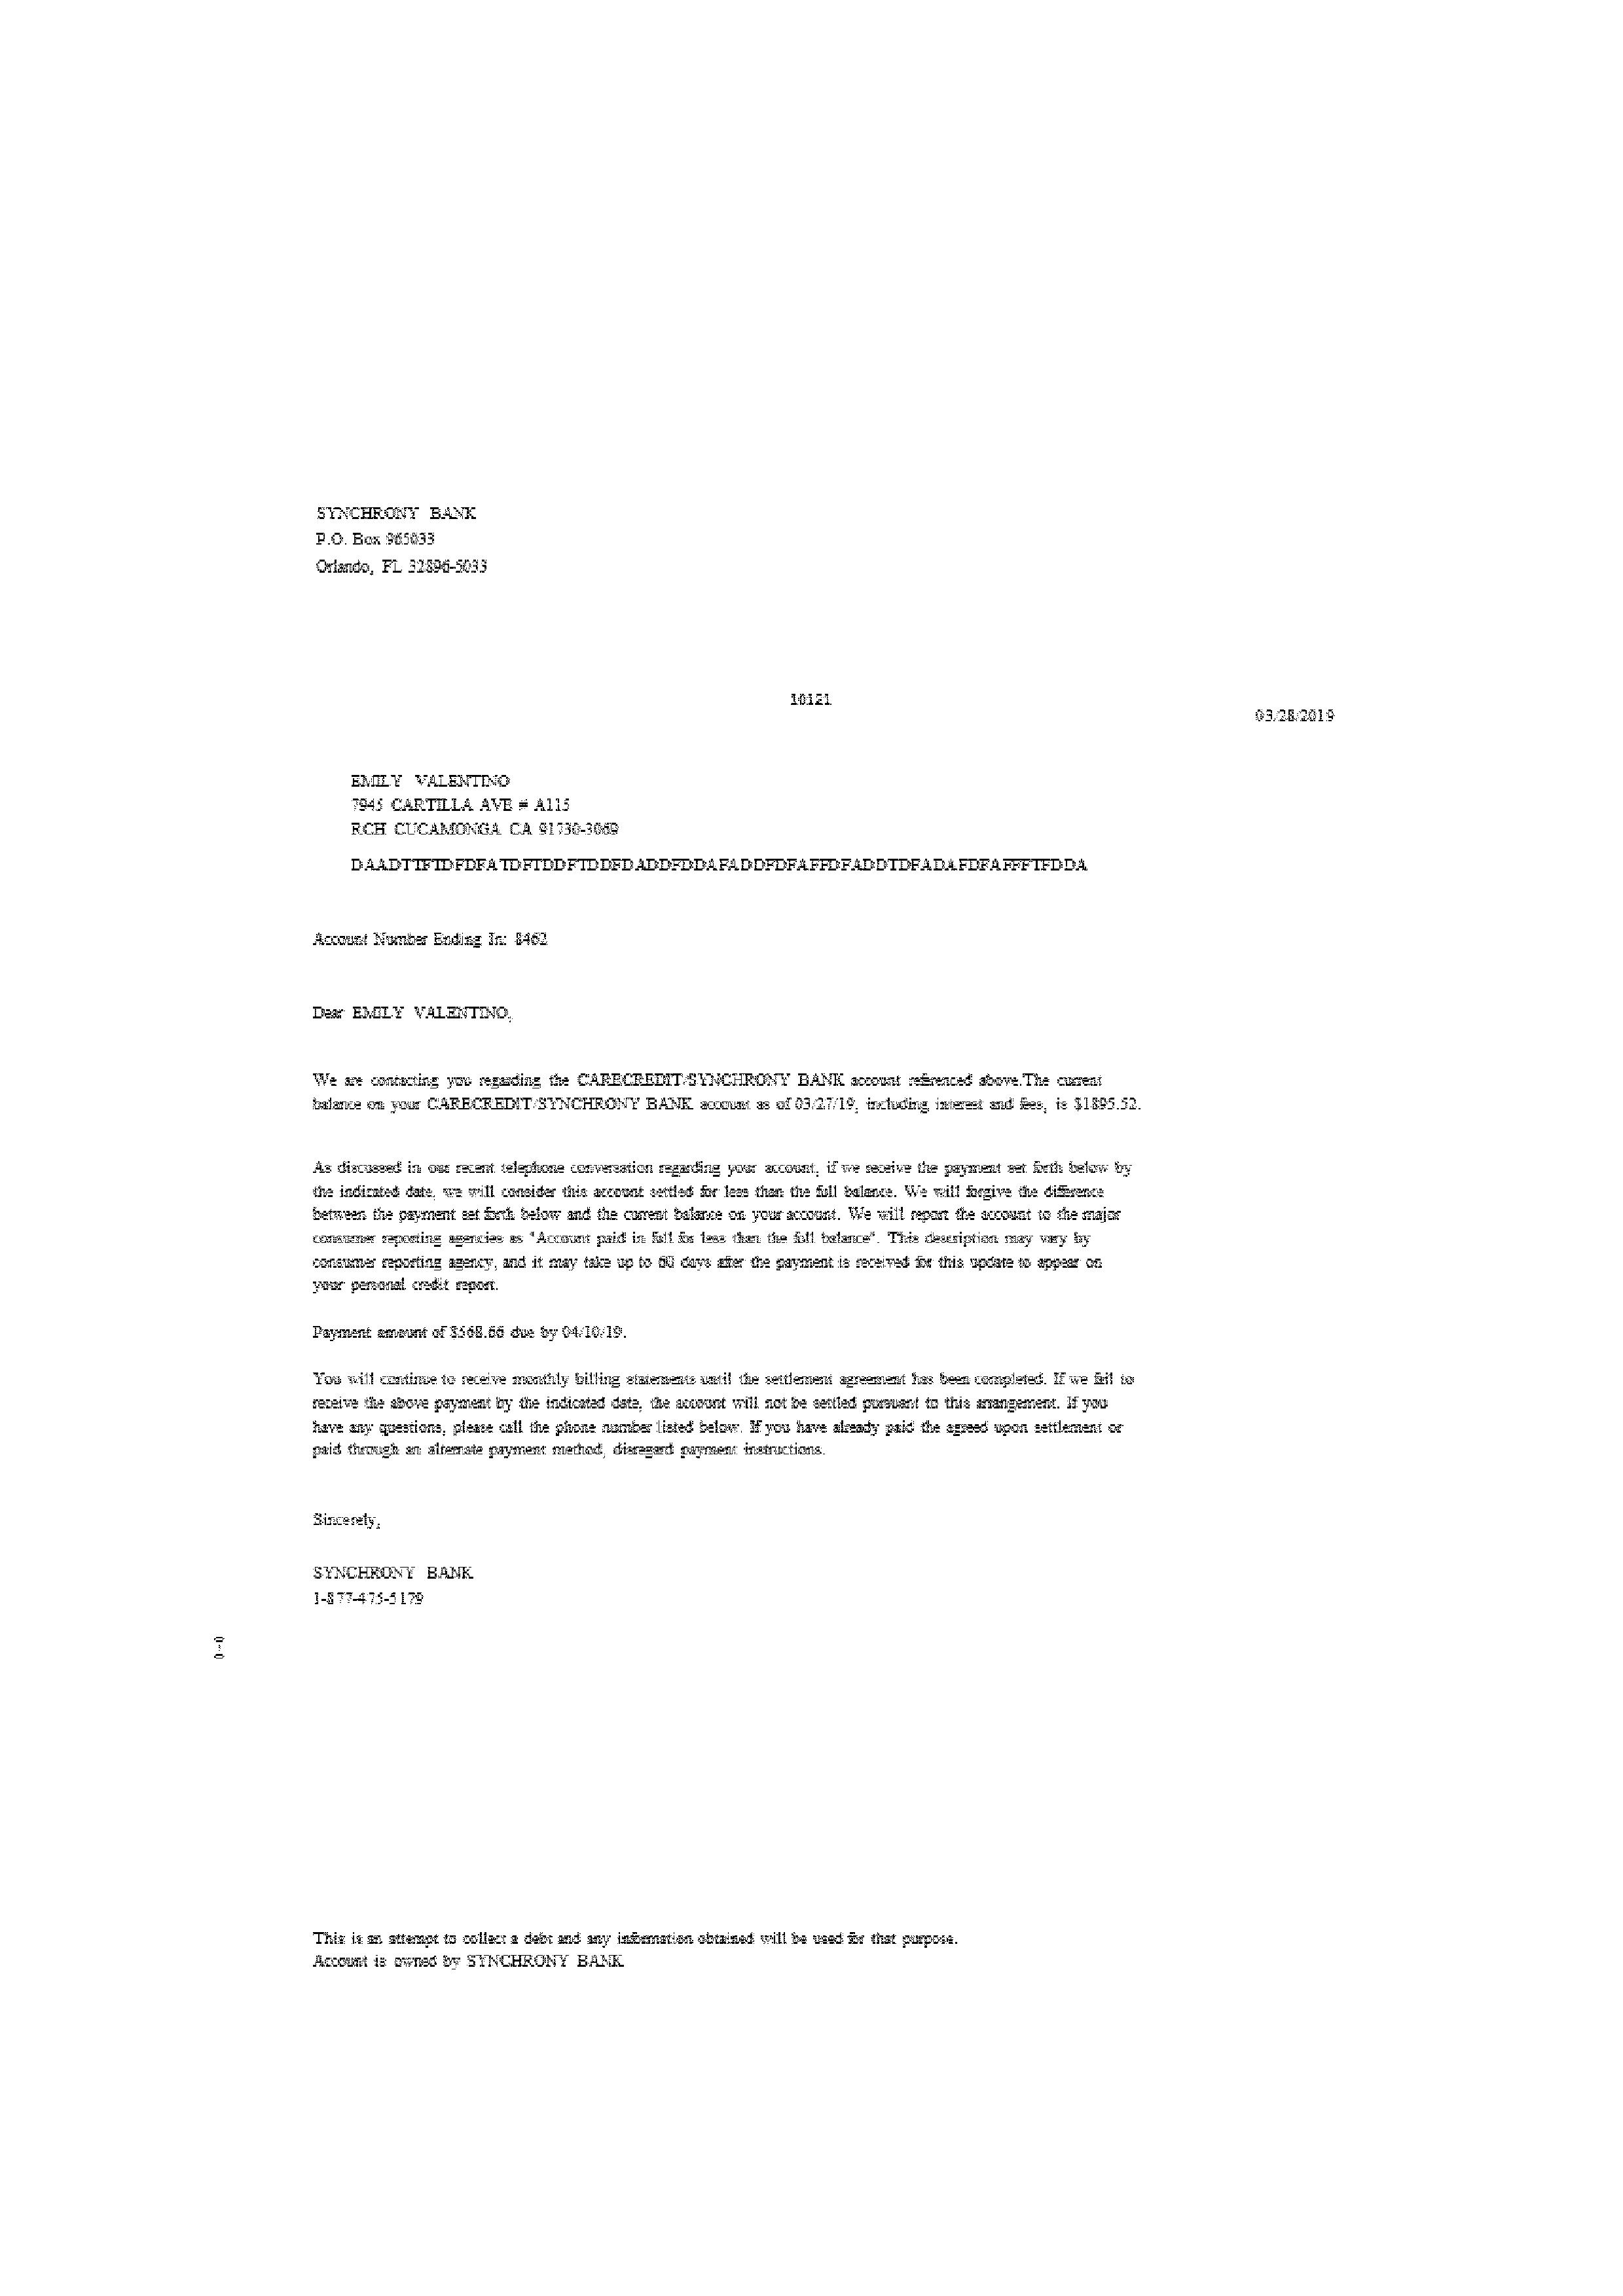 SYNCHRONY BANK
P.O. Box 965033
Orlando, FL 32896-5033
10121
03/28/2019
EMILY VALENTINO
7945 CARTILLA AVE # A115
RCH CUCAMONGA CA 91730-3069
DAADTTFTDFDFATDFTDDFTDDFDADDFDDAFADDFDFAFFDFADDTDFADAFDFAFFFTFDDA
Account Number Ending In: 8462
Dear EMILY VALENTINO,
We are contacting you regarding the CARECREDIT/SYNCHRONY BANK account referenced above.The current
balance on your CARECREDIT/SYNCHRONY BANK account as of 03/27/19, including interest and fees, is $1895.52.
As discussed in our recent telephone conversation regarding your account, if we receive the payment set forth below by
the indicated date, we will consider this account settled for less than the full balance. We will forgive the difference
between the payment set forth below and the current balance on your account. We will report the account to the major
consumer reporting agencies as "Account paid in full for less than the full balance". This description may vary by
consumer reporting agency, and it may take up to 60 days after the payment is received for this update to appear on
your personal credit report.
Payment amount of $568.66 due by 04/10/19.
You will continue to receive monthly billing statements until the settlement agreement has been completed. If we fail to
receive the above payment by the indicated date, the account will not be settled pursuant to this arrangement. If you
have any questions, please call the phone number listed below. If you have already paid the agreed upon settlement or
paid through an alternate payment method, disregard payment instructions.
Sincerely,
SYNCHRONY BANK
1-877-475-5179
This is an attempt to collect a debt and any information obtained will be used for that purpose.
Account is owned by SYNCHRONY BANK